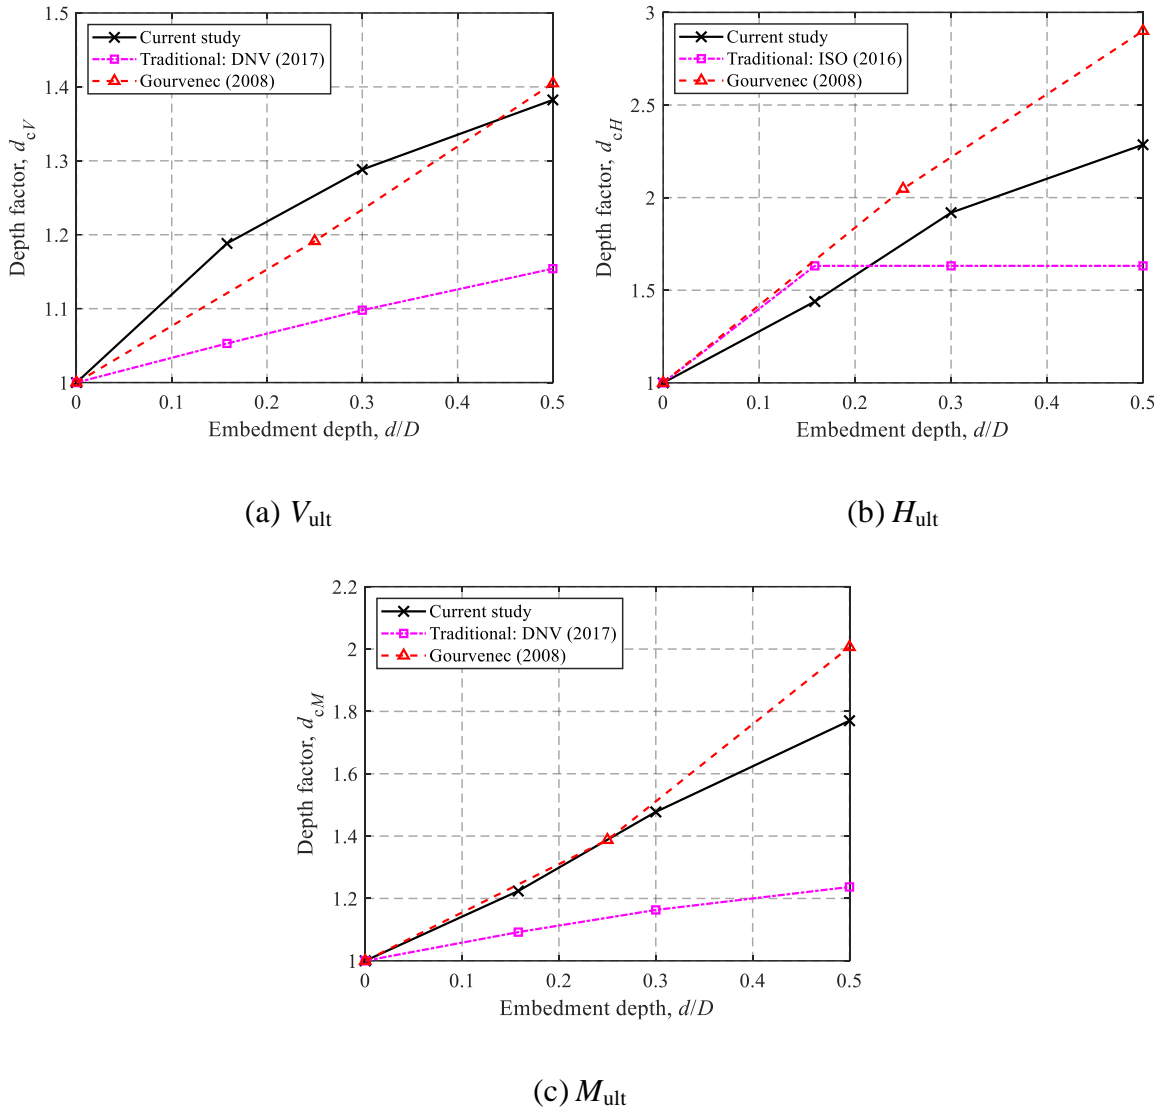 1.5
1.4
1.3
1.2
1.1
1
Depth factor, dcV
Current study
Traditional: DNV (2017)
Gourvenec (2008)
0 0.1 0.2 0.3 0.4 0.5
Embedment depth, d/D
(a) Vult
3
2.5
2
1.5
1
Depth factor, dcH
Current study
Traditional: ISO (2016)
Gourvenec (2008)
0 0.1 0.2 0.3 0.4 0.5
Embedment depth, d/D
(b) Hult
2.2
2
1.8
1.6
1.4
1.2
1
Depth factor, dcM
Current study
Traditional: DNV (2017)
Gourvenec (2008)
0 0.1 0.2 0.3 0.4 0.5
Embedment depth, d/D
(c) Mult